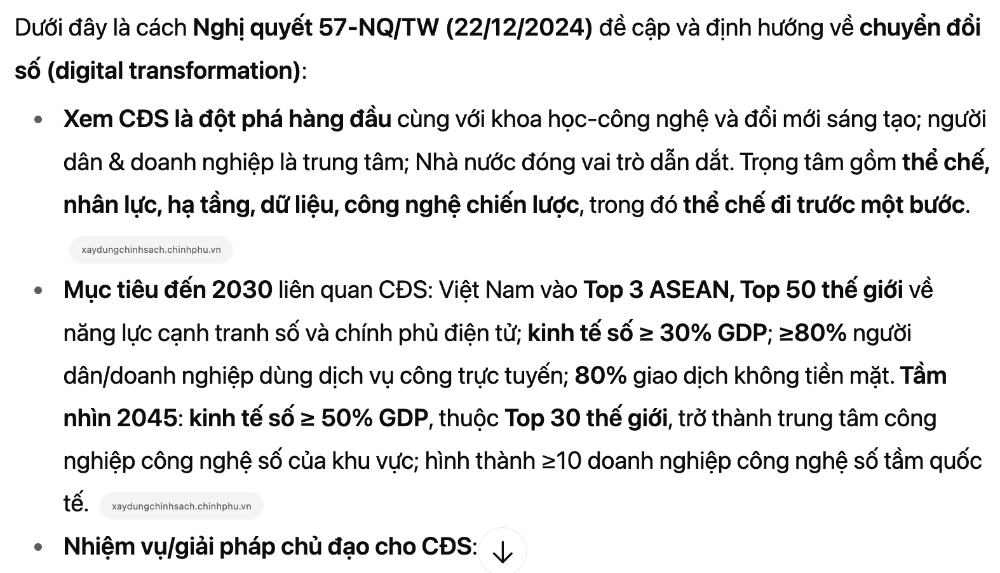 Dưới đây là cách Nghị quyết 57-NQ/TW (22/12/2024) đề cập và định hướng về chuyển đổi
số (digital transformation):
• Xem CĐS là đột phá hàng đầu cùng với khoa học-công nghệ và đổi mới sáng tạo; người
dân & doanh nghiệp là trung tâm; Nhà nước đóng vai trò dẫn dắt. Trọng tâm gồm thể chế,
nhân lực, hạ tầng, dữ liệu, công nghệ chiến lược, trong đó thể chế đi trước một bước.
xaydungchinhsach.chinhphu.vn
• Mục tiêu đến 2030 liên quan CĐS: Việt Nam vào Top 3 ASEAN, Top 50 thế giới về
năng lực cạnh tranh số và chính phủ điện tử; kinh tế số ≥ 30% GDP; ≥80% người
dân/doanh nghiệp dùng dịch vụ công trực tuyến; 80% giao dịch không tiền mặt. Tầm
nhìn 2045: kinh tế số ≥ 50% GDP, thuộc Top 30 thế giới, trở thành trung tâm công
nghiệp công nghệ số của khu vực; hình thành ≥10 doanh nghiệp công nghệ số tầm quốc
tế. xaydungchinhsach.chinhphu.vn
• Nhiệm vụ/giải pháp chủ đạo cho CĐS: